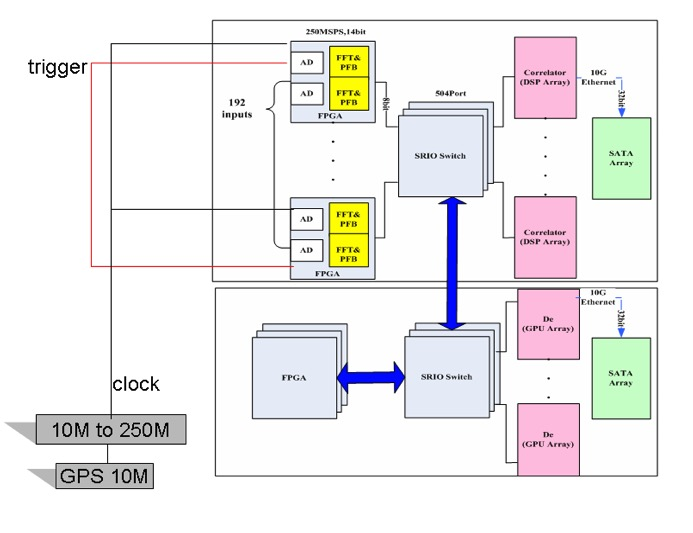 250MSPS,14bit
trigger
AD
FFT&
PFB
AD
FFT&
PFB
FPGA
192
inputs
8bit
504Port
SRIO Switch
Correlator
(DSP Array)
10G
Ethernet
32bit
SATA
Array
AD
FFT&
PFB
AD
FFT&
PFB
FPGA
Correlator
(DSP Array)
FPGA
SRIO Switch
De
(GPU Array)
10G
Ethernet
32bit
SATA
Array
De
(GPU Array)
clock
10M to 250M
GPS 10M